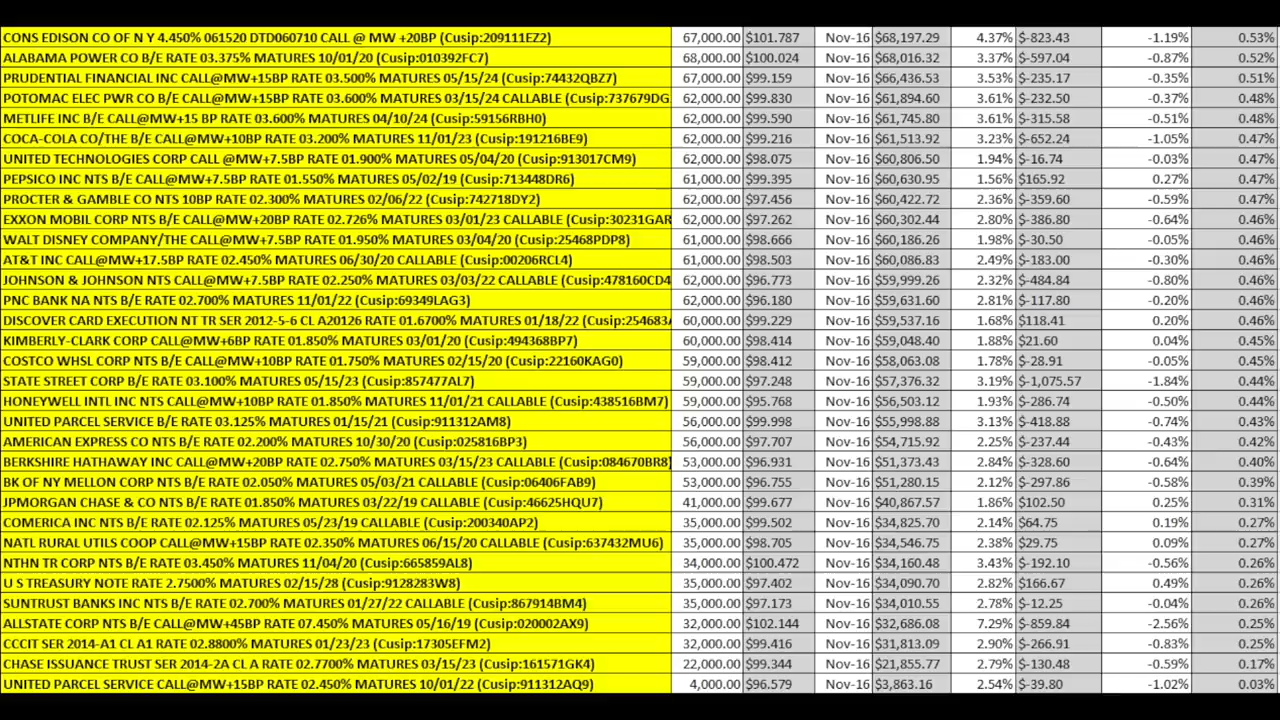 CONS EDISON CO OF N Y 4.450% 061520 DTD060710 CALL @ MW +20BP (Cusip:209111EZ2) 67,000.00 $101.787 Nov-16 $68,197.29 4.37% $-823.43 -1.19% 0.53%
ALABAMA POWER CO B/E RATE 03.375% MATURES 10/01/20 (Cusip:010392FC7) 68,000.00 $100.024 Nov-16 $68,016.32 3.37% $-597.04 -0.87% 0.52%
PRUDENTIAL FINANCIAL INC CALL@MW+15BP RATE 03.500% MATURES 05/15/24 (Cusip:74432QBZ7) 67,000.00 $99.159 Nov-16 $66,436.53 3.53% $-235.17 -0.35% 0.51%
POTOMAC ELEC PWR CO B/E CALL@MW+15BP RATE 03.600% MATURES 03/15/24 CALLABLE (Cusip:737679DG 62,000.00 $99.830 Nov-16 $61,894.60 3.61% $-232.50 -0.37% 0.48%
METLIFE INC B/E CALL@MW+15 BP RATE 03.600% MATURES 04/10/24 (Cusip:59156RBH0) 62,000.00 $99.590 Nov-16 $61,745.80 3.61% $-315.58 -0.51% 0.48%
COCA-COLA CO/THE B/E CALL@MW+10BP RATE 03.200% MATURES 11/01/23 (Cusip:191216BE9) 62,000.00 $99.216 Nov-16 $61,513.92 3.23% $-652.24 -1.05% 0.47%
UNITED TECHNOLOGIES CORP CALL @MW+7.5BP RATE 01.900% MATURES 05/04/20 (Cusip:913017CM9) 62,000.00 $98.075 Nov-16 $60,806.50 1.94% $-16.74 -0.03% 0.47%
PEPSICO INC NTS B/E CALL@MW+7.5BP RATE 01.550% MATURES 05/02/19 (Cusip:713448DR6) 61,000.00 $99.395 Nov-16 $60,630.95 1.56% $165.92 0.27% 0.47%
PROCTER & GAMBLE CO NTS 10BP RATE 02.300% MATURES 02/06/22 (Cusip:742718DY2) 62,000.00 $97.456 Nov-16 $60,422.72 2.36% $-359.60 -0.59% 0.47%
EXXON MOBIL CORP NTS B/E CALL@MW+20BP RATE 02.726% MATURES 03/01/23 CALLABLE (Cusip:30231GAR 62,000.00 $97.262 Nov-16 $60,302.44 2.80% $-386.80 -0.64% 0.46%
WALT DISNEY COMPANY/THE CALL@MW+7.5BP RATE 01.950% MATURES 03/04/20 (Cusip:25468PDP8) 61,000.00 $98.666 Nov-16 $60,186.26 1.98% $-30.50 -0.05% 0.46%
AT&T INC CALL@MW+17.5BP RATE 02.450% MATURES 06/30/20 CALLABLE (Cusip:00206RCL4) 61,000.00 $98.503 Nov-16 $60,086.83 2.49% $-183.00 -0.30% 0.46%
JOHNSON & JOHNSON NTS CALL@MW+7.5BP RATE 02.250% MATURES 03/03/22 CALLABLE (Cusip:478160CD4 62,000.00 $96.773 Nov-16 $59,999.26 2.32% $-484.84 -0.80% 0.46%
PNC BANK NA NTS B/E RATE 02.700% MATURES 11/01/22 (Cusip:69349LAG3) 62,000.00 $96.180 Nov-16 $59,631.60 2.81% $-117.80 -0.20% 0.46%
DISCOVER CARD EXECUTION NT TR SER 2012-5-6 CL A20126 RATE 01.6700% MATURES 01/18/22 (Cusip:254683A 60,000.00 $99.229 Nov-16 $59,537.16 1.68% $118.41 0.20% 0.46%
KIMBERLY-CLARK CORP CALL@MW+6BP RATE 01.850% MATURES 03/01/20 (Cusip:494368BP7) 60,000.00 $98.414 Nov-16 $59,048.40 1.88% $21.60 0.04% 0.45%
COSTCO WHSL CORP NTS B/E CALL@MW+10BP RATE 01.750% MATURES 02/15/20 (Cusip:22160KAG0) 59,000.00 $98.412 Nov-16 $58,063.08 1.78% $-28.91 -0.05% 0.45%
STATE STREET CORP B/E RATE 03.100% MATURES 05/15/23 (Cusip:857477AL7) 59,000.00 $97.248 Nov-16 $57,376.32 3.19% $-1,075.57 -1.84% 0.44%
HONEYWELL INTL INC NTS CALL@MW+10BP RATE 01.850% MATURES 11/01/21 CALLABLE (Cusip:438516BM7) 59,000.00 $95.768 Nov-16 $56,503.12 1.93% $-286.74 -0.50% 0.44%
UNITED PARCEL SERVICE B/E RATE 03.125% MATURES 01/15/21 (Cusip:911312AM8) 56,000.00 $99.998 Nov-16 $55,998.88 3.13% $-418.88 -0.74% 0.43%
AMERICAN EXPRESS CO NTS B/E RATE 02.200% MATURES 10/30/20 (Cusip:025816BP3) 56,000.00 $97.707 Nov-16 $54,715.92 2.25% $-237.44 -0.43% 0.42%
BERKSHIRE HATHAWAY INC CALL@MW+20BP RATE 02.750% MATURES 03/15/23 CALLABLE (Cusip:084670BR8) 53,000.00 $96.931 Nov-16 $51,373.43 2.84% $-328.60 -0.64% 0.40%
BK OF NY MELLON CORP NTS B/E RATE 02.050% MATURES 05/03/21 CALLABLE (Cusip:06406FAB9) 53,000.00 $96.755 Nov-16 $51,280.15 2.12% $-297.86 -0.58% 0.39%
JPMORGAN CHASE & CO NTS B/E RATE 01.850% MATURES 03/22/19 CALLABLE (Cusip:46625HQU7) 41,000.00 $99.677 Nov-16 $40,867.57 1.86% $102.50 0.25% 0.31%
COMERICA INC NTS B/E RATE 02.125% MATURES 05/23/19 CALLABLE (Cusip:200340AP2) 35,000.00 $99.502 Nov-16 $34,825.70 2.14% $64.75 0.19% 0.27%
NATL RURAL UTILS COOP CALL@MW+15BP RATE 02.350% MATURES 06/15/20 CALLABLE (Cusip:637432MU6) 35,000.00 $98.705 Nov-16 $34,546.75 2.38% $29.75 0.09% 0.27%
NTHN TR CORP NTS B/E RATE 03.450% MATURES 11/04/20 (Cusip:665859AL8) 34,000.00 $100.472 Nov-16 $34,160.48 3.43% $-192.10 -0.56% 0.26%
U S TREASURY NOTE RATE 2.7500% MATURES 02/15/28 (Cusip:9128283W8) 35,000.00 $97.402 Nov-16 $34,090.70 2.82% $166.67 0.49% 0.26%
SUNTRUST BANKS INC NTS B/E RATE 02.700% MATURES 01/27/22 CALLABLE (Cusip:867914BM4) 35,000.00 $97.173 Nov-16 $34,010.55 2.78% $-12.25 -0.04% 0.26%
ALLSTATE CORP NTS B/E CALL@MW+45BP RATE 07.450% MATURES 05/16/19 (Cusip:020002AX9) 32,000.00 $102.144 Nov-16 $32,686.08 7.29% $-859.84 -2.56% 0.25%
CCCIT SER 2014-A1 CL A1 RATE 02.8800% MATURES 01/23/23 (Cusip:17305EFM2) 32,000.00 $99.416 Nov-16 $31,813.09 2.90% $-266.91 -0.83% 0.25%
CHASE ISSUANCE TRUST SER 2014-2A CL A RATE 02.7700% MATURES 03/15/23 (Cusip:161571GK4) 22,000.00 $99.344 Nov-16 $21,855.77 2.79% $-130.48 -0.59% 0.17%
UNITED PARCEL SERVICE CALL@MW+15BP RATE 02.450% MATURES 10/01/22 (Cusip:911312AQ9) 4,000.00 $96.579 Nov-16 $3,863.16 2.54% $-39.80 -1.02% 0.03%